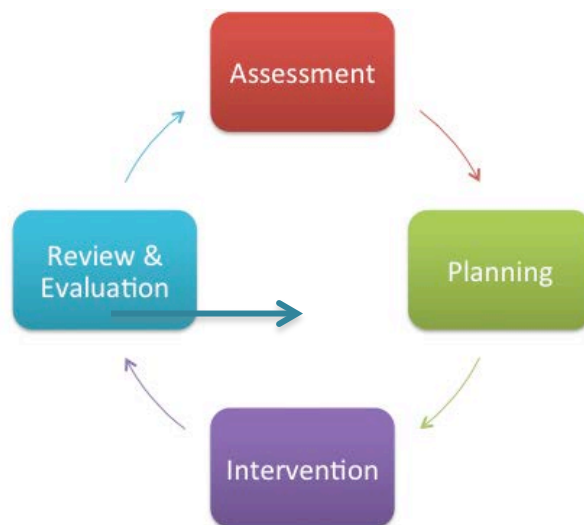 Assessment
Planning
Intervention
Review &
Evaluation